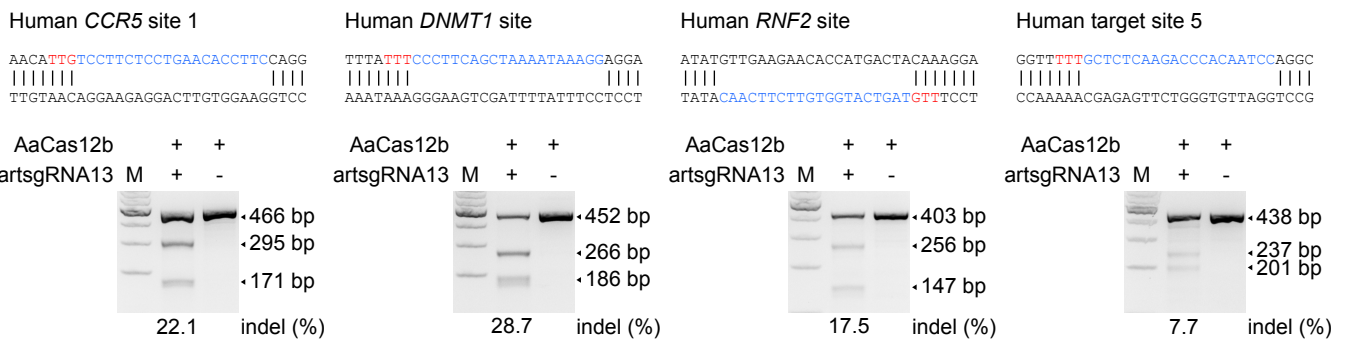 Human CCR5 site 1
AACATTGTCCTTCTCCTGAACACCTTCCAGG
TTGTAACAGGAAGAGGACTTGTGGAAGGTCC
AaCas12b + +
artsgRNA13 M + -
466 bp
295 bp
171 bp
22.1 indel (%)
Human DNMT1 site
TTTATTTCCCTTCAGCTAAAATAAAGGAGGA
AAATAAAGGGAAGTCGATTTTATTTCCTCCT
AaCas12b + +
artsgRNA13 M + -
452 bp
266 bp
186 bp
28.7 indel (%)
Human RNF2 site
ATATGTTGAAGAACACCATGACTACAAAGGA
TATACAACTTCTTGTGGTACTGATGTTTCCT
AaCas12b + +
artsgRNA13 M + -
403 bp
256 bp
147 bp
17.5 indel (%)
Human target site 5
GGTTTTTGCTCTCAAGACCCACAATCCAGGC
CCAAAAACGAGAGTTCTGGGTGTTAGGTCCG
AaCas12b + +
artsgRNA13 M + -
438 bp
237 bp
201 bp
7.7 indel (%)